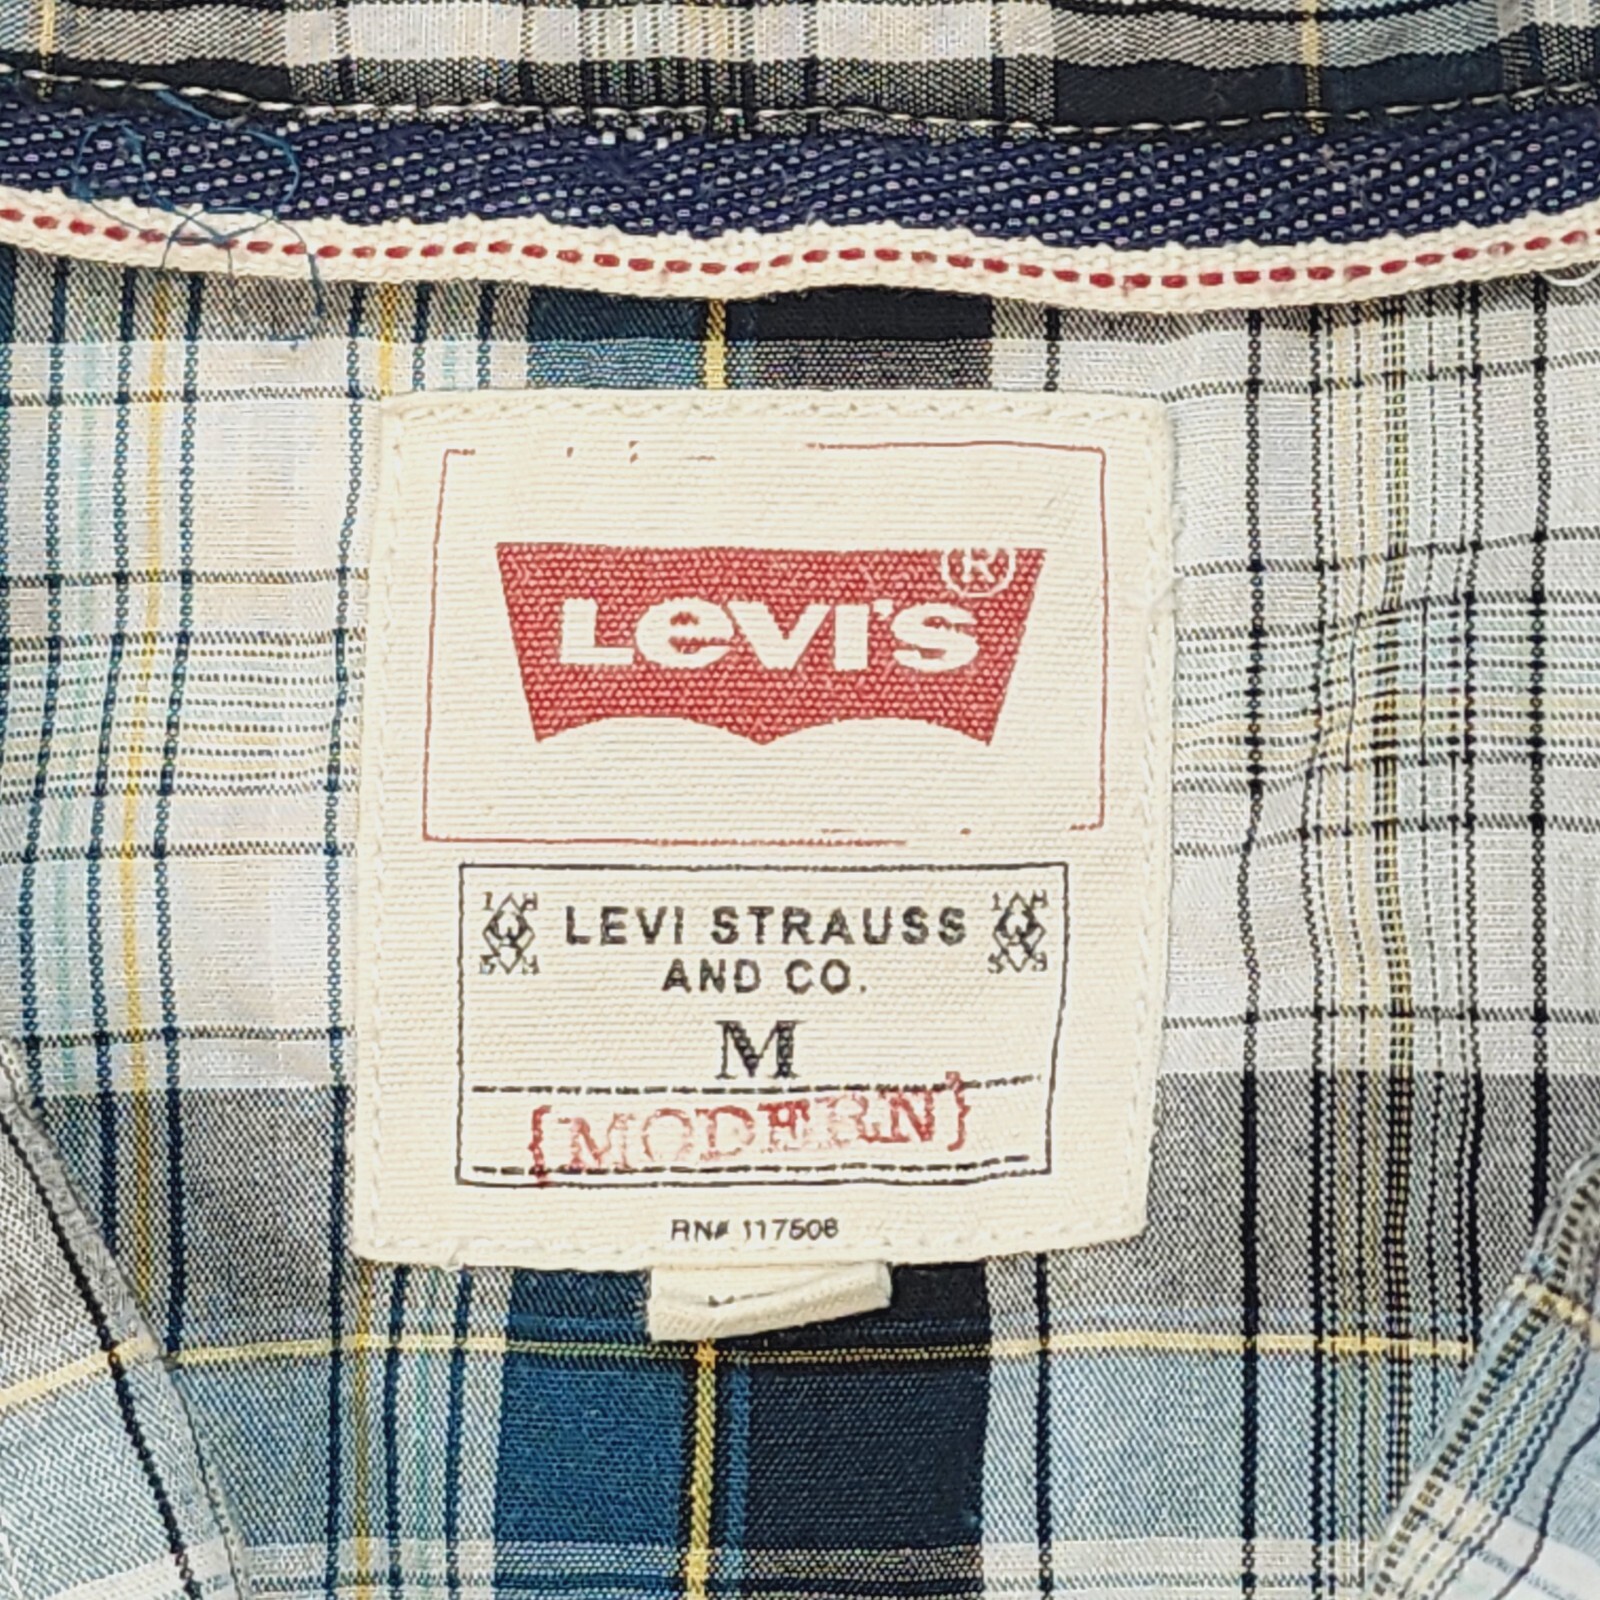 LEVI'S ®
LEVI STRAUSS
AND CO.
M
{MODERN}
RN# 117508